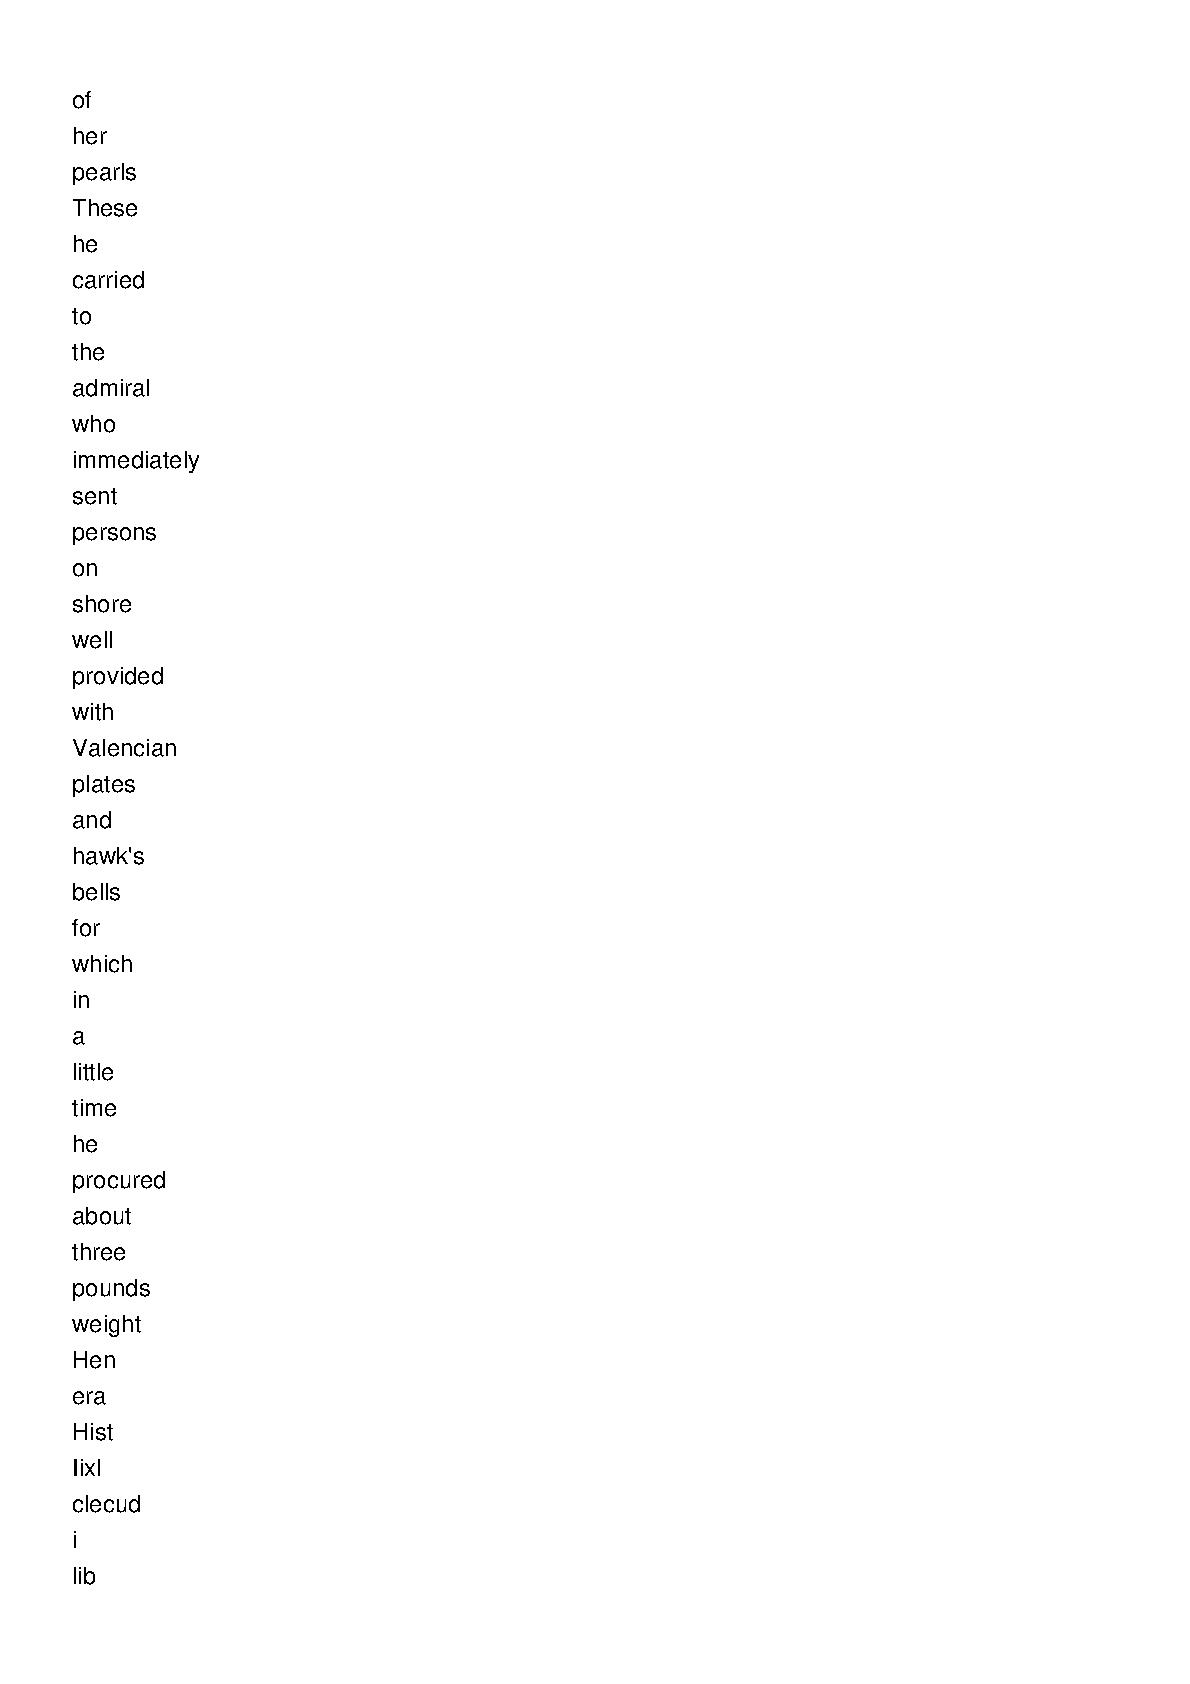 of
her
pearls
These
he
carried
to
the
admiral
who
immediately
sent
persons
on
shore
well
provided
with
Valencian
plates
and
hawk's
bells
for
which
in
a
little
time
he
procured
about
three
pounds
weight
Hen
era
Hist
Iixl
clecud
i
lib